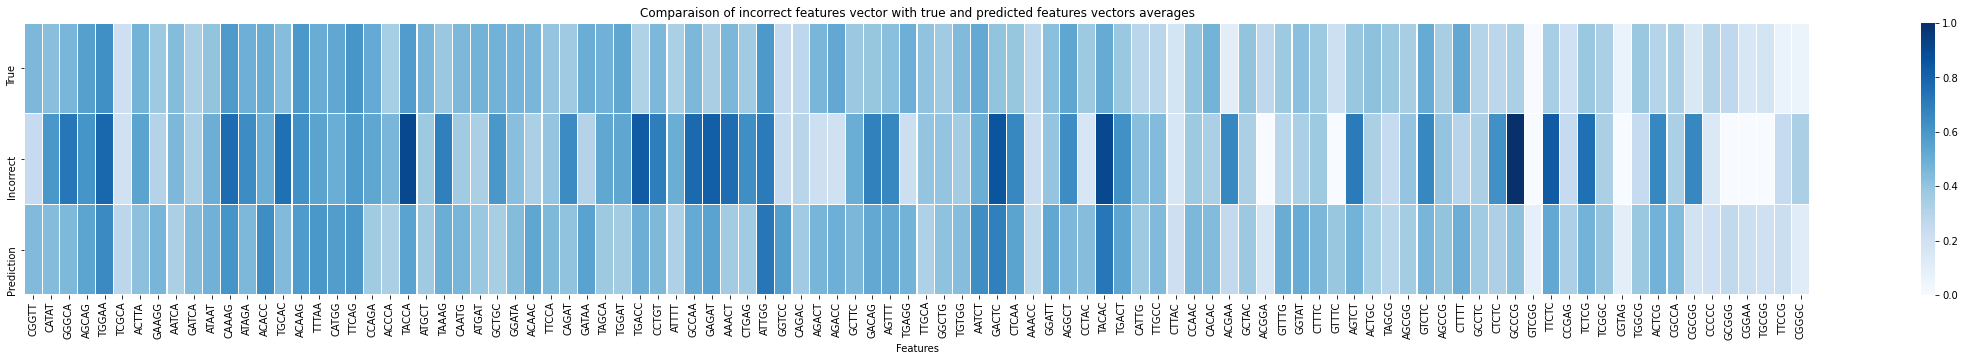 Comparaison of incorrect features vector with true and predicted features vectors averages
True
Incorrect
Prediction
CGGTT CATAT GGGCA AGCAG TGGAA TCGCA ACTTA GAAGG AATCA GATCA ATAAT CAAAG ATAGA ACACC TGCAC ACAAG TTTAA CATGG TTCAG CCAGA ACCCA TACCA ATGCT TAAAG CAATG ATGAT GCTGC GGATA ACAAC TTCCA CAGAT GATAA TAGCA TGGAT TGACC CCTGT ATTTT GCCAA GAGAT AAACT CTGAG ATTGG GGTCC CAGAC AGACT AGACC GCTTC GACAG AGTTT TGAGG TTGCA GGCTG TGTGG AATCT GACTC CTCAA AAACC GGATT AGGCT CCTAC TACAC TGACT CATTG TTGCC CTTAC CCAAC CACAC ACGAA GCTAC ACGGA GTTTG GGTAT CTTTC GTTTC AGTCT ACTGC TAGCG AGCGG GTCTC AGCCG CTTTT GCCTC CTCTC GCCCG GTCGG TTCTC CCGAG TCTCG TCGGC CGTAG TGGCG ACTCG CGCCA CGCGG CCCCC GCGGG CGGAA TGCGG TTCCG CGGGC
Features
1.0
0.8
0.6
0.4
0.2
0.0